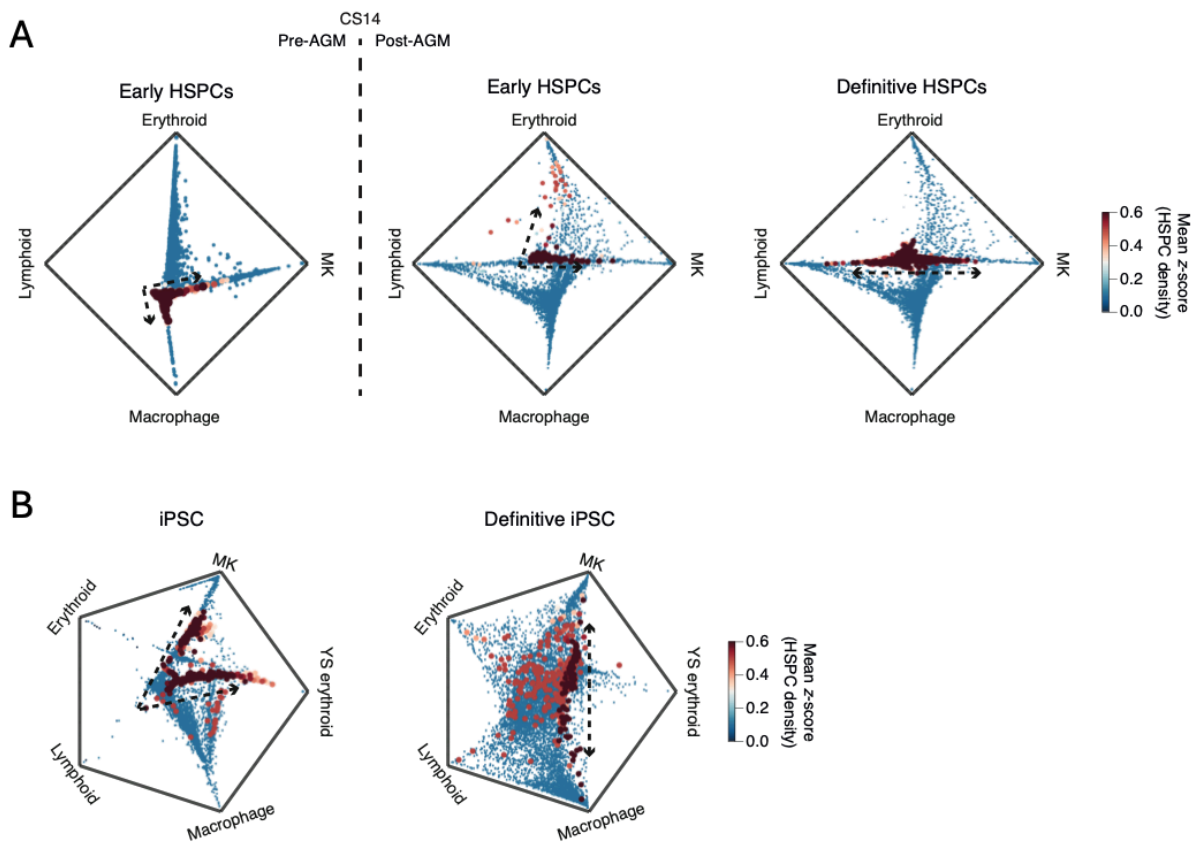 A
CS14
Pre-AGM
Post-AGM
Early HSPCs
Early HSPCs
Definitive HSPCs
Erythroid
Erythroid
Erythroid
Lymphoid
MK
Lymphoid
MK
Lymphoid
MK
Macrophage
Macrophage
Macrophage
0.6
0.4
0.2
0.0
Mean z-score
(HSPC density)
B
iPSC
Definitive iPSC
MK
MK
Erythroid
Erythroid
YS erythroid
YS erythroid
Lymphoid
Lymphoid
Macrophage
Macrophage
0.6
0.4
0.2
0.0
Mean z-score
(HSPC density)